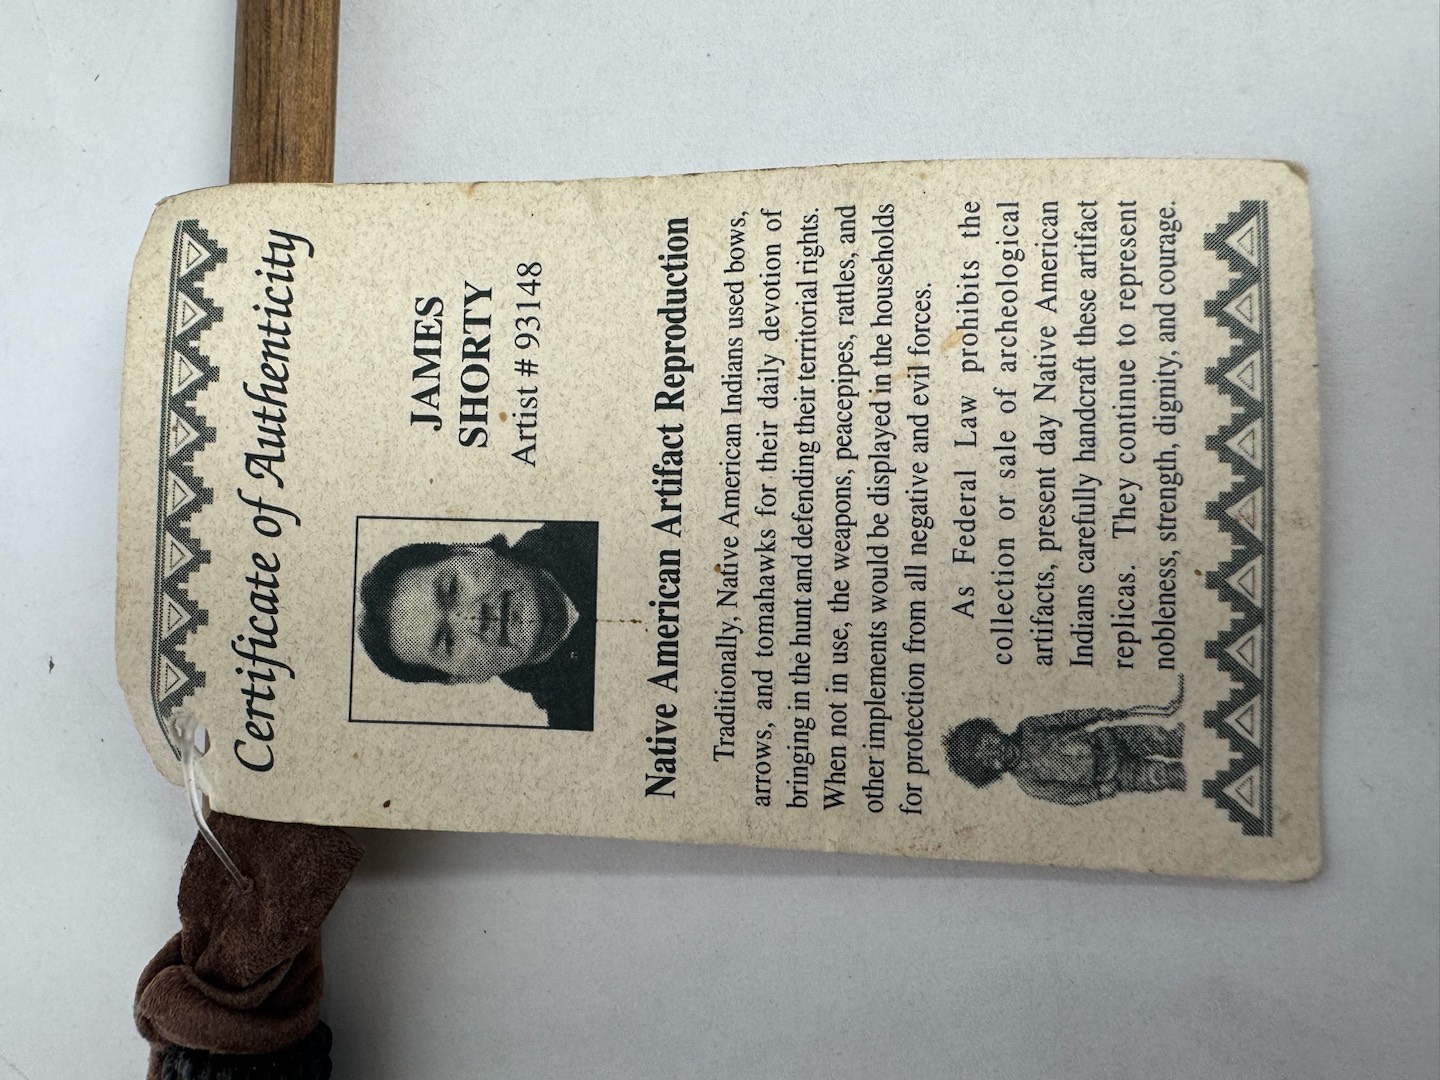 Certificate of Authenticity
JAMES
SHORTY
Artist # 93148
Native American Artifact Reproduction
Traditionally, Native American Indians used bows,
arrows, and tomahawks for their daily devotion of
bringing in the hunt and defending their territorial rights.
When not in use, the weapons, peacepipes, rattles, and
other implements would be displayed in the households
for protection from all negative and evil forces.
As Federal Law prohibits the
collection or sale of archeological
artifacts, present day Native American
Indians carefully handcraft these artifact
replicas. They continue to represent
nobleness, strength, dignity, and courage.